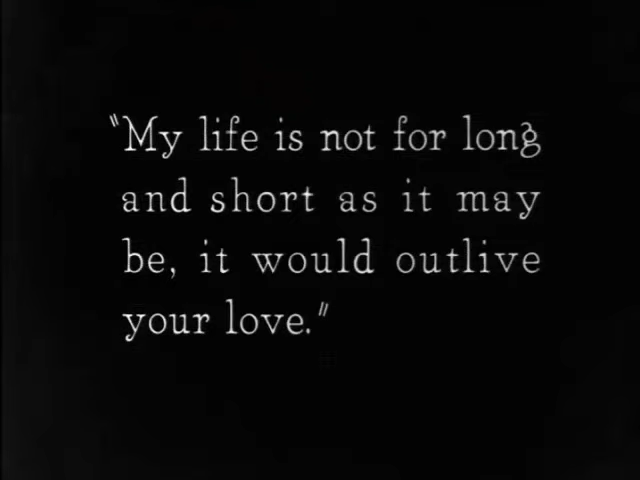 "My life is not for long
and short as it may
be, it would outlive
your love."